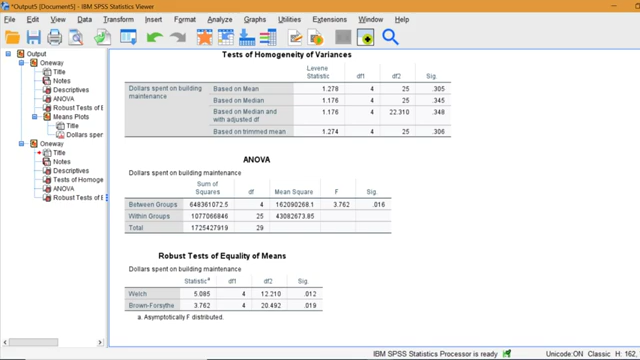 *Output5 [Document5] - IBM SPSS Statistics Viewer
File Edit View Data Transform Insert Format Analyze Graphs Utilities Extensions Window Help
Output
Oneway
Title
Notes
Descriptives
ANOVA
Robust Tests of E
Means Plots
Title
Dollars sper
Oneway
Title
Notes
Descriptives
Tests of Homogene
ANOVA
Robust Tests of E
Tests of Homogeneity of Variances
Levene Statistic df1 df2 Sig.
Dollars spent on building maintenance
Based on Mean 1.278 4 25 .305
Based on Median 1.176 4 25 .345
Based on Median and with adjusted df 1.176 4 22.310 .348
Based on trimmed mean 1.274 4 25 .306
ANOVA
Dollars spent on building maintenance
Sum of Squares df Mean Square F Sig.
Between Groups 648361072.5 4 162090268.1 3.762 .016
Within Groups 1077066846 25 43082673.85
Total 1725427919 29
Robust Tests of Equality of Means
Dollars spent on building maintenance
Statistica df1 df2 Sig.
Welch 5.085 4 12.210 .012
Brown-Forsythe 3.762 4 20.492 .019
a. Asymptotically F distributed.
IBM SPSS Statistics Processor is ready Unicode:ON Classic H: 162,